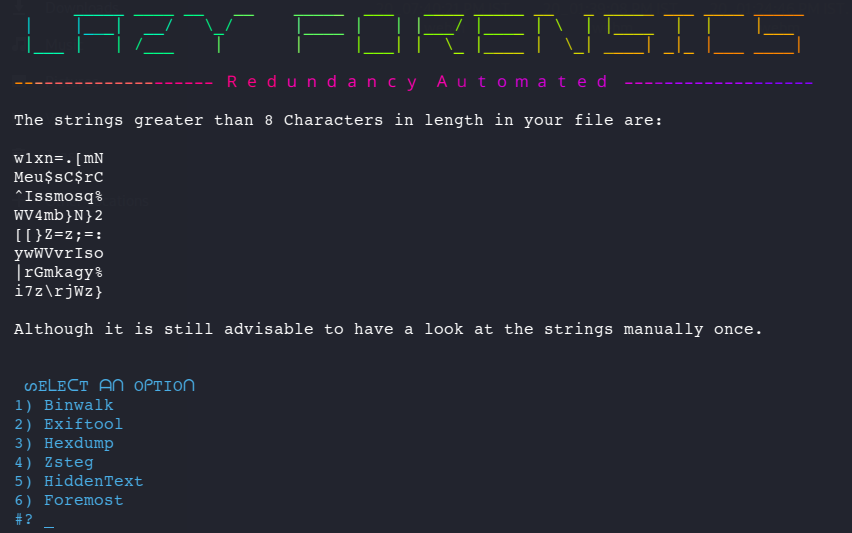 LAZY FORENSICS
-------------------- Redundancy Automated -------------------
The strings greater than 8 Characters in length in your file are:
w1xn=.[mN
Meu$sC$rC
^Issmosq%
WV4mb}N}2
[[}Z=z;=:
ywWVvrIso
|rGmkagy%
i7z\rjWz}
Although it is still advisable to have a look at the strings manually once.
SELECT AN OPTION
1) Binwalk
2) Exiftool
3) Hexdump
4) Zsteg
5) HiddenText
6) Foremost
#? _